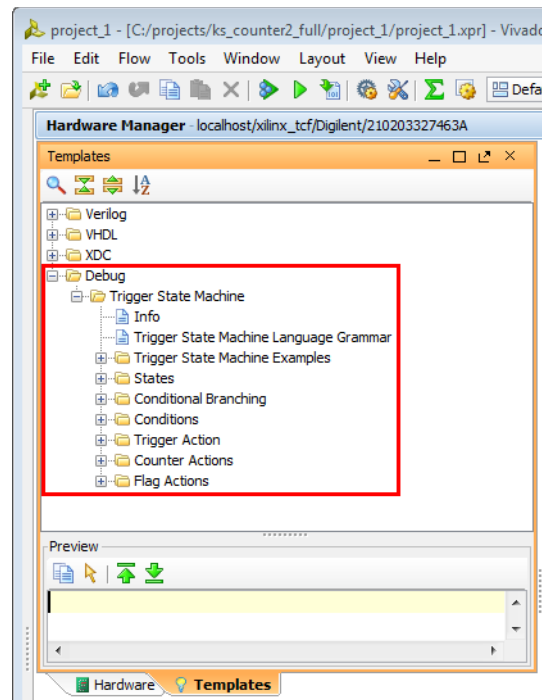 project_1 - [C:/projects/ks_counter2_full/project_1/project_1.xpr] - Vivado
File Edit Flow Tools Window Layout View Help
Defa
Hardware Manager - localhost/xilinx_tcf/Digilent/210203327463A
Templates
Verilog
VHDL
XDC
Debug
Trigger State Machine
Info
Trigger State Machine Language Grammar
Trigger State Machine Examples
States
Conditional Branching
Conditions
Trigger Action
Counter Actions
Flag Actions
Preview
Hardware Templates